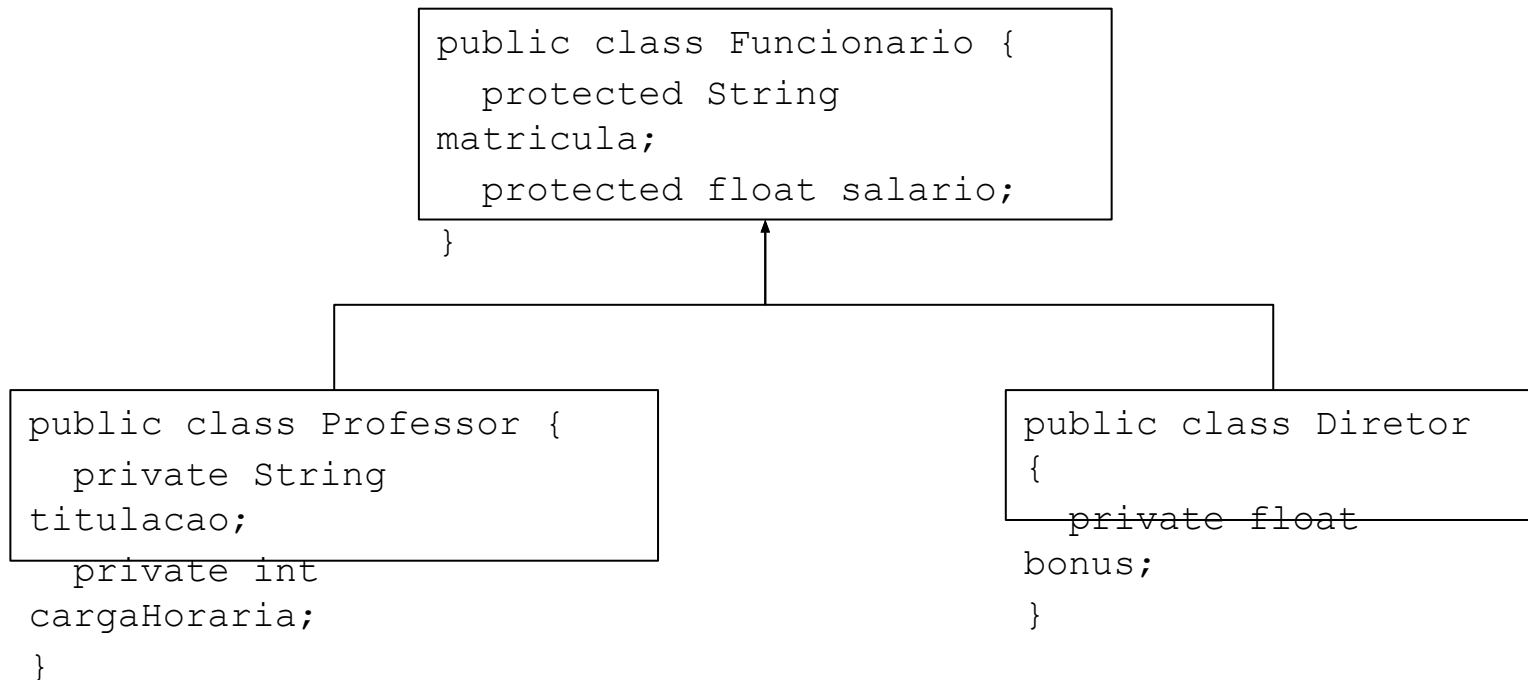 public class Funcionario {
protected String
matricula;
protected float salario;
}
public class Professor {
private String
titulacao;
private int
cargaHoraria;
}
public class Diretor
{
private float
bonus;
}